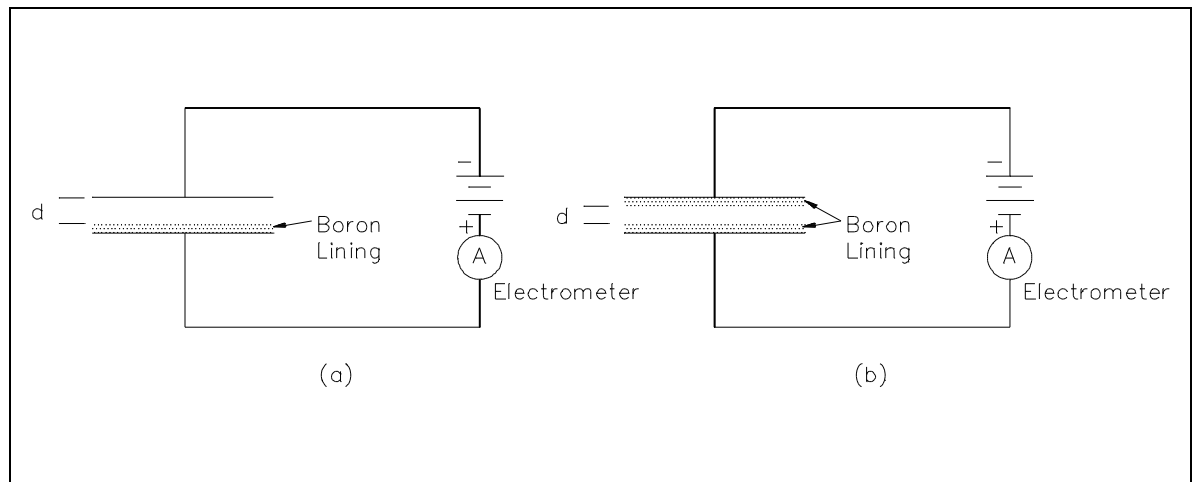 −
d
Boron
Lining
+
A
Electrometer
(a)
−
d
Boron
Lining
+
A
Electrometer
(b)